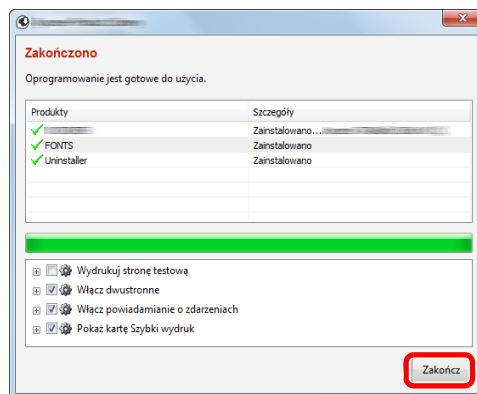 Zakończono
Oprogramowanie jest gotowe do użycia.
Produkty Szczegóły
Zainstalowano...
FONTS Zainstalowano
Uninstaller Zainstalowano
Wydrukuj stronę testową
Włącz dwustronne
Włącz powiadamianie o zdarzeniach
Pokaż kartę Szybki wydruk
Zakończ